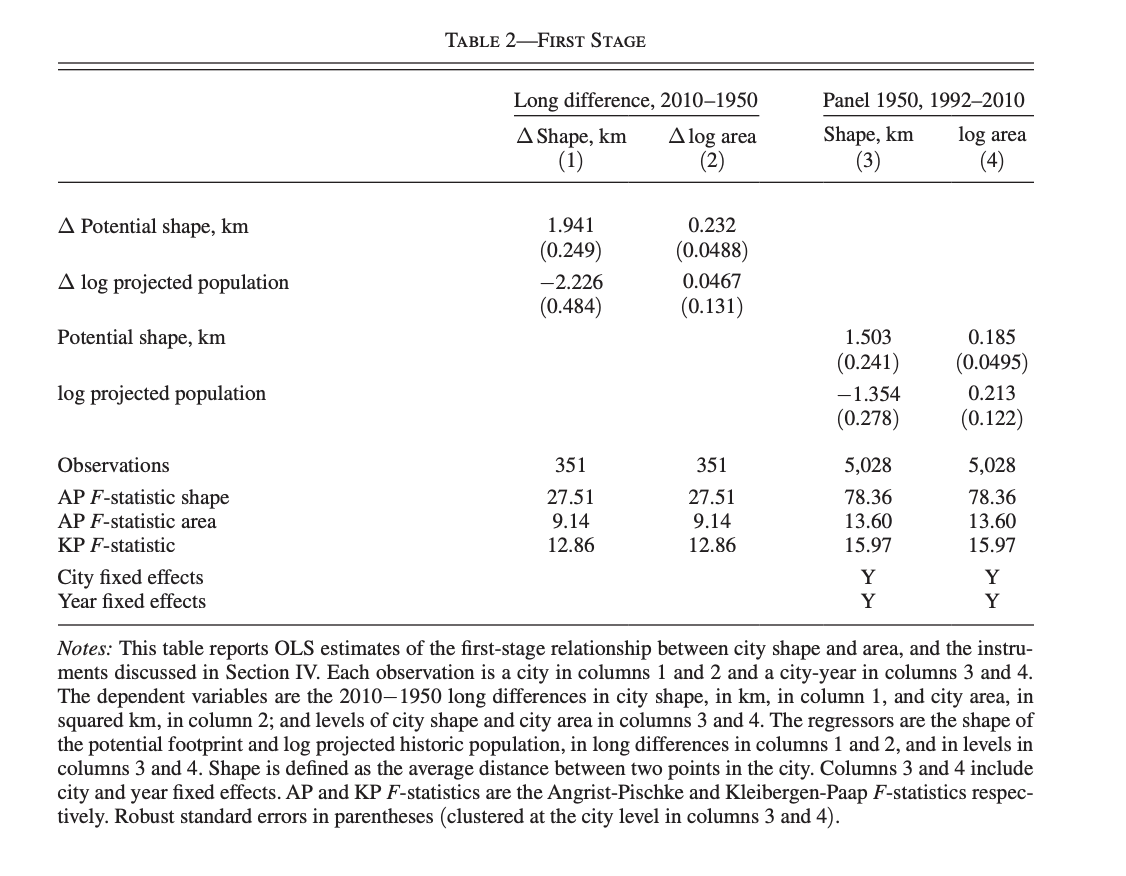 TABLE 2—FIRST STAGE
Long difference, 2010–1950 Panel 1950, 1992–2010
Δ Shape, km Δ log area Shape, km log area
(1) (2) (3) (4)
Δ Potential shape, km 1.941 0.232
(0.249) (0.0488)
Δ log projected population −2.226 0.0467
(0.484) (0.131)
Potential shape, km 1.503 0.185
(0.241) (0.0495)
log projected population −1.354 0.213
(0.278) (0.122)
Observations 351 351 5,028 5,028
AP F-statistic shape 27.51 27.51 78.36 78.36
AP F-statistic area 9.14 9.14 13.60 13.60
KP F-statistic 12.86 12.86 15.97 15.97
City fixed effects Y Y
Year fixed effects Y Y
Notes: This table reports OLS estimates of the first-stage relationship between city shape and area, and the instru-
ments discussed in Section IV. Each observation is a city in columns 1 and 2 and a city-year in columns 3 and 4.
The dependent variables are the 2010−1950 long differences in city shape, in km, in column 1, and city area, in
squared km, in column 2; and levels of city shape and city area in columns 3 and 4. The regressors are the shape of
the potential footprint and log projected historic population, in long differences in columns 1 and 2, and in levels in
columns 3 and 4. Shape is defined as the average distance between two points in the city. Columns 3 and 4 include
city and year fixed effects. AP and KP F-statistics are the Angrist-Pischke and Kleibergen-Paap F-statistics respec-
tively. Robust standard errors in parentheses (clustered at the city level in columns 3 and 4).